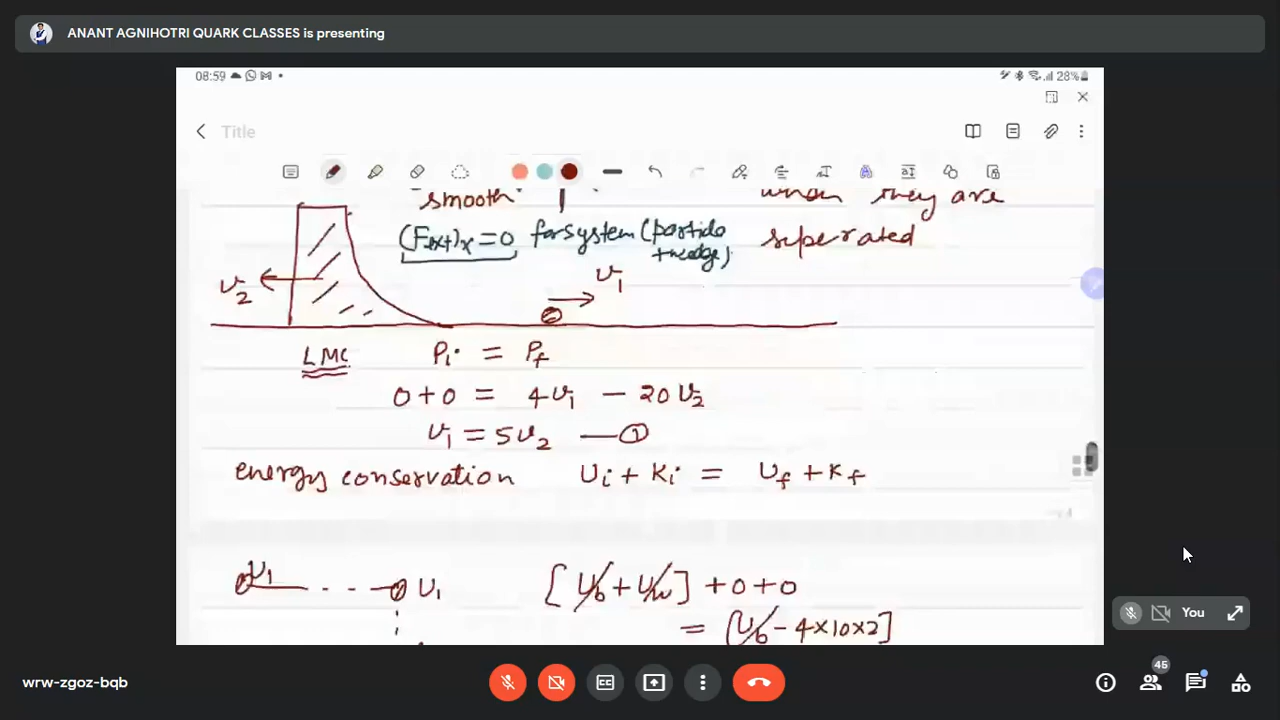 ANANT AGNIHOTRI QUARK CLASSES is presenting
08:59
28%
Title
smooth when they are
(Fext)x = 0 for system (particle + wedge) seperated
v2
v1
LMC Pi = Pf
0 + 0 = 4v1 - 20v2
v1 = 5v2 — ①
energy conservation Ui + Ki = Uf + Kf
U1 U1 [Ub + Uw] + 0 + 0
= [Ub - 4×10×2]
You
wrw-zgoz-bqb
45